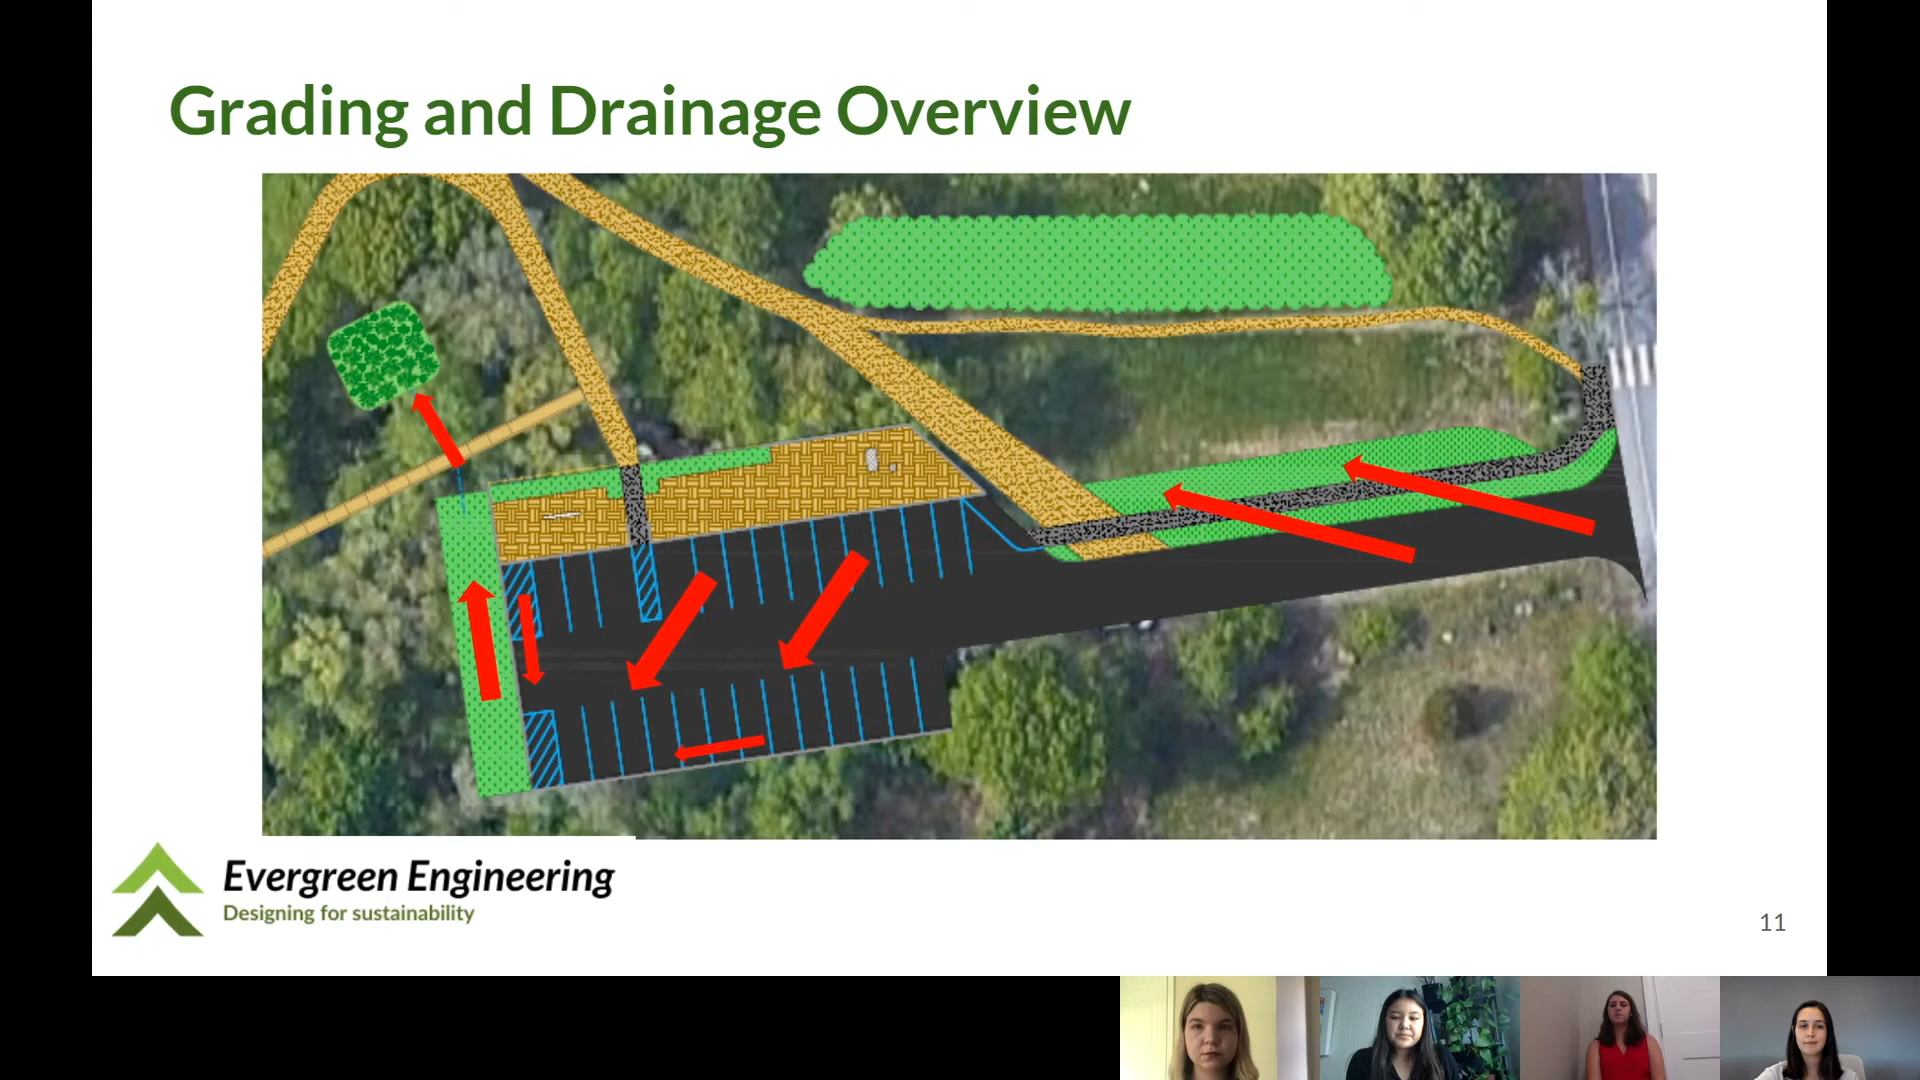 Grading and Drainage Overview
Evergreen Engineering
Designing for sustainability
11